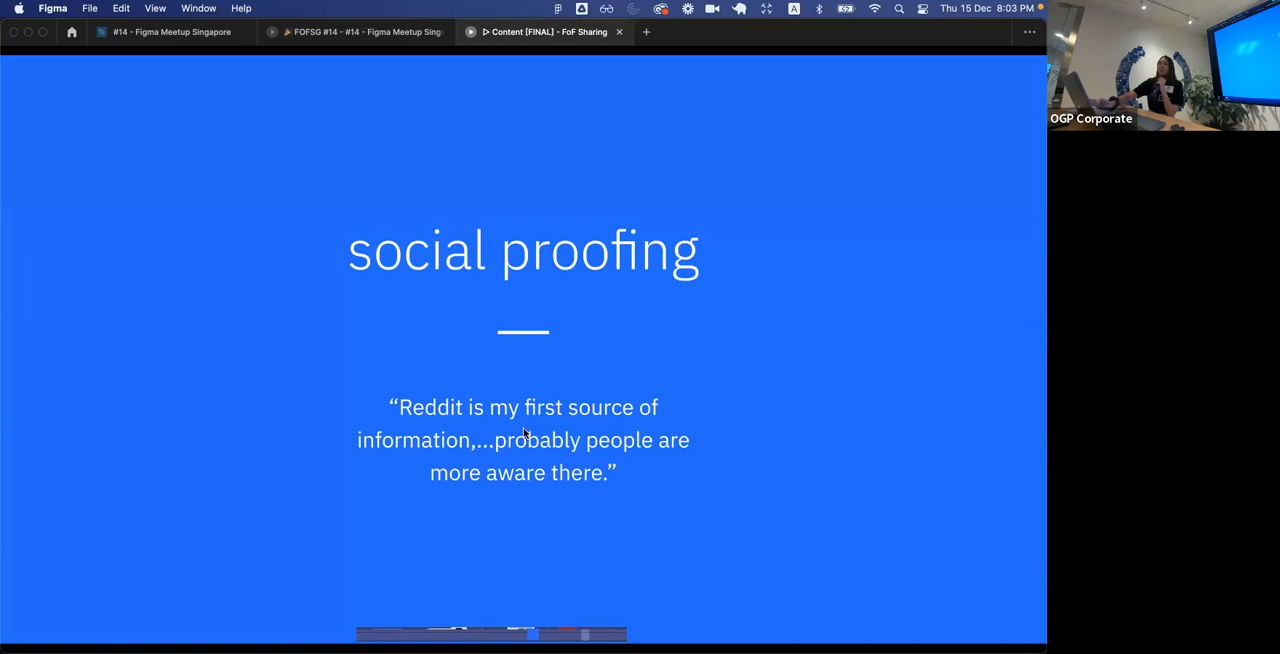 Figma File Edit View Window Help
A
Thu 15 Dec 8:03 PM
#14 - Figma Meetup Singapore
FOFSG #14 - #14 - Figma Meetup Sing
Content [FINAL] - FoF Sharing
OGP Corporate
social proofing
“Reddit is my first source of
information,...probably people are
more aware there.”